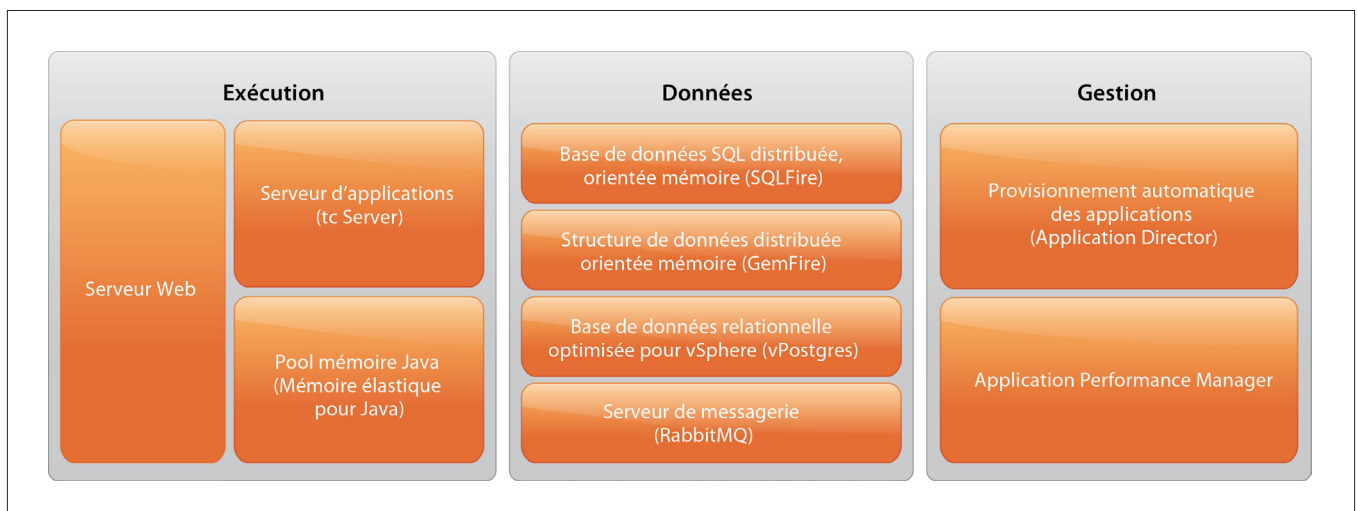 Exécution
Serveur Web
Serveur d'applications
(tc Server)
Pool mémoire Java
(Mémoire élastique
pour Java)
Données
Base de données SQL distribuée,
orientée mémoire (SQLFire)
Structure de données distribuée
orientée mémoire (GemFire)
Base de données relationnelle
optimisée pour vSphere (vPostgres)
Serveur de messagerie
(RabbitMQ)
Gestion
Provisionnement automatique
des applications
(Application Director)
Application Performance Manager